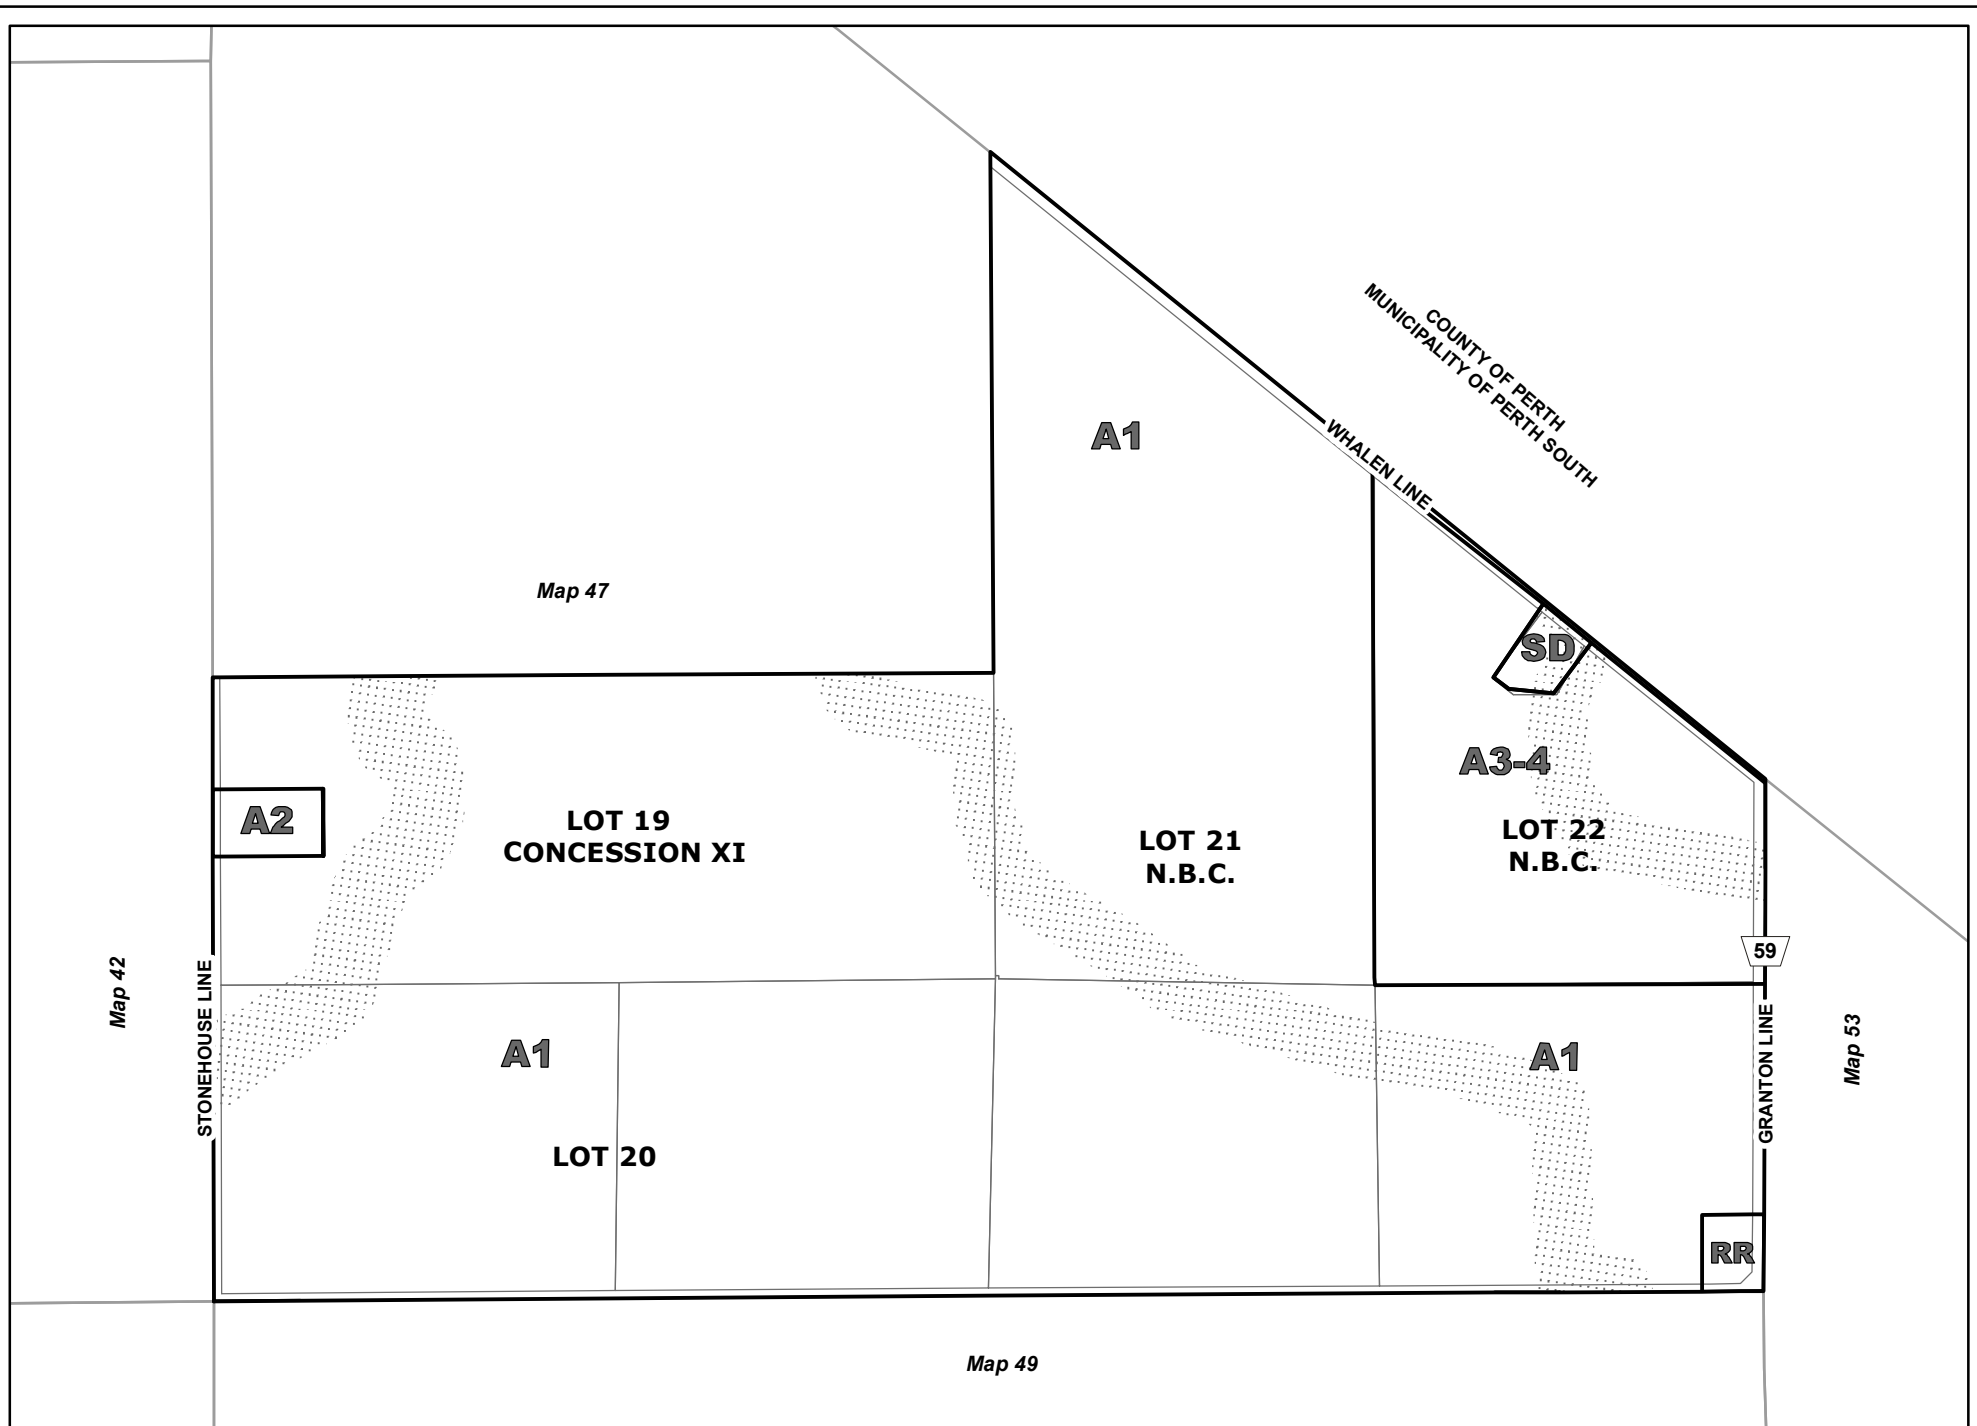 COUNTY OF PERTH
MUNICIPALITY OF PERTH SOUTH
A1
WHALEN LINE
Map 47
SD
A3-4
A2
LOT 19
CONCESSION XI
LOT 21
N.B.C.
LOT 22
N.B.C.
59
Map 42
STONEHOUSE LINE
A1
A1
GRANTON LINE
Map 53
LOT 20
RR
Map 49